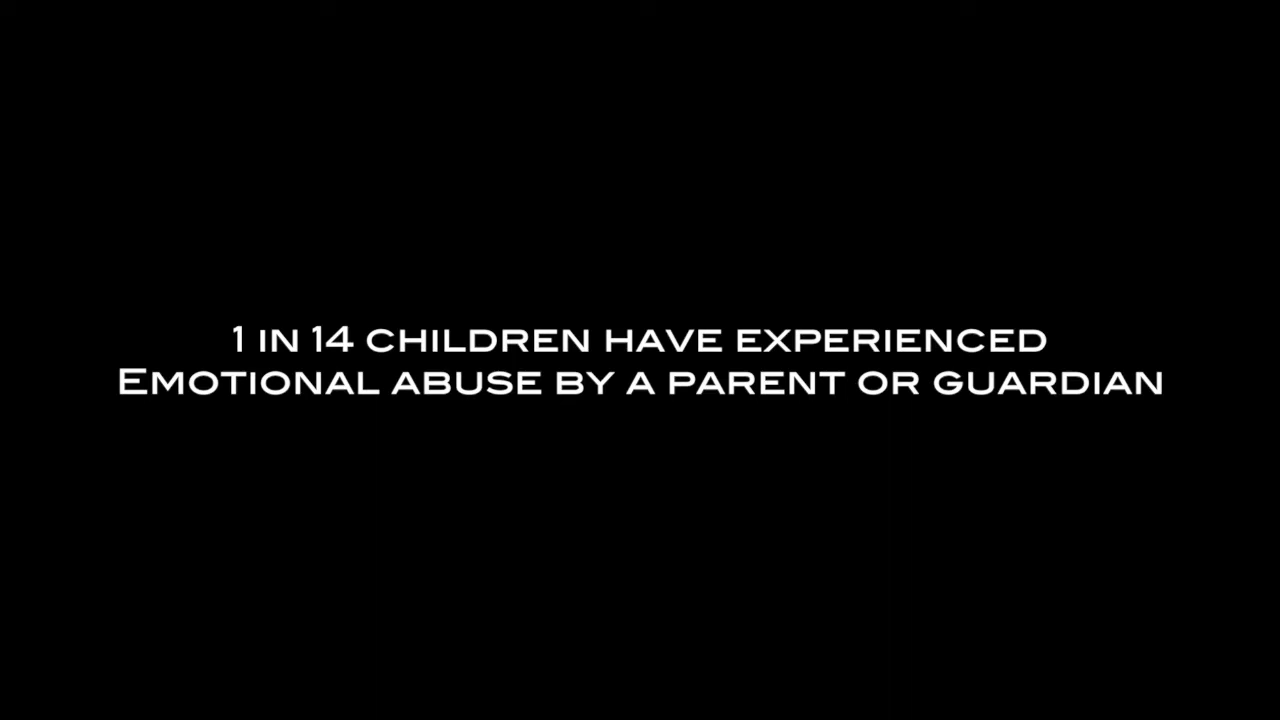 1 IN 14 CHILDREN HAVE EXPERIENCED
EMOTIONAL ABUSE BY A PARENT OR GUARDIAN